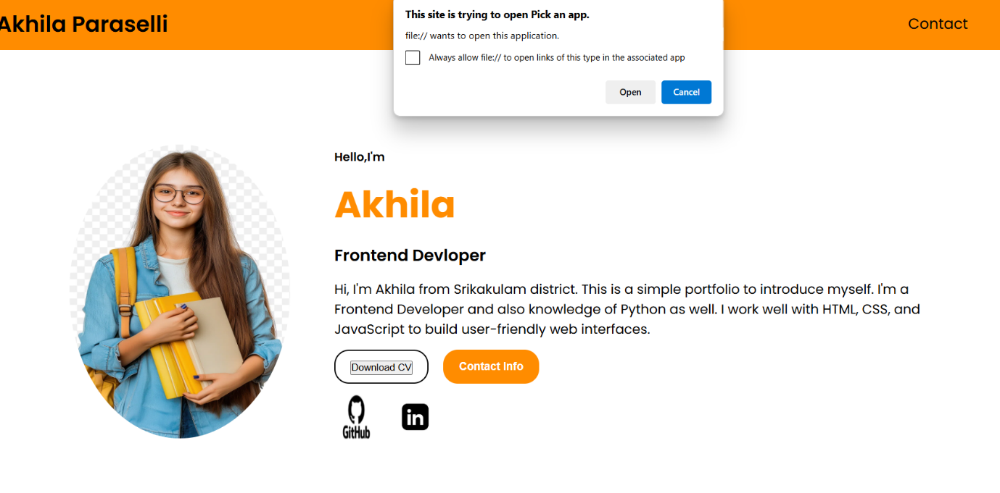 Akhila Paraselli
Contact
This site is trying to open Pick an app.
file:// wants to open this application.
Always allow file:// to open links of this type in the associated app
Open
Cancel
Hello,I'm
Akhila
Frontend Devloper
Hi, I'm Akhila from Srikakulam district. This is a simple portfolio to introduce myself. I'm a
Frontend Developer and also knowledge of Python as well. I work well with HTML, CSS, and
JavaScript to build user-friendly web interfaces.
Download CV
Contact Info
GitHub
in